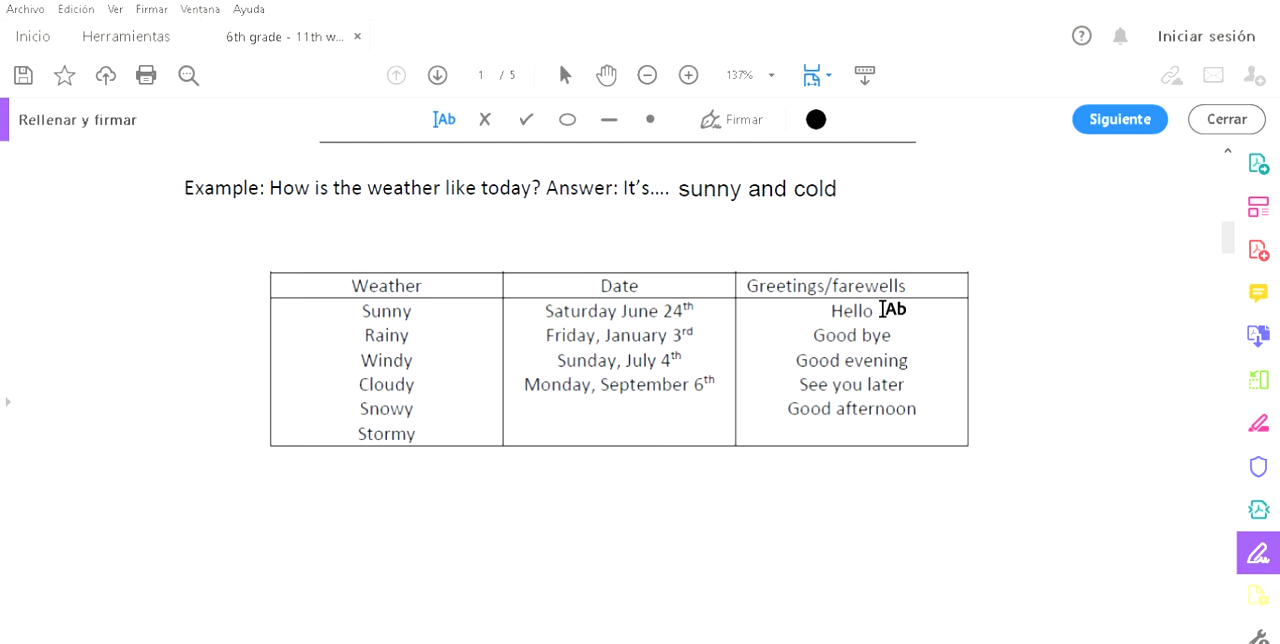 Archivo Edición Ver Firmar Ventana Ayuda
Inicio Herramientas 6th grade - 11th w... × ? Iniciar sesión
1 / 5 137%
Rellenar y firmar IAb Firmar Siguiente Cerrar
Example: How is the weather like today? Answer: It’s.... sunny and cold
Weather Date Greetings/farewells
Sunny Saturday June 24th Hello IAb
Rainy Friday, January 3rd Good bye
Windy Sunday, July 4th Good evening
Cloudy Monday, September 6th See you later
Snowy Good afternoon
Stormy